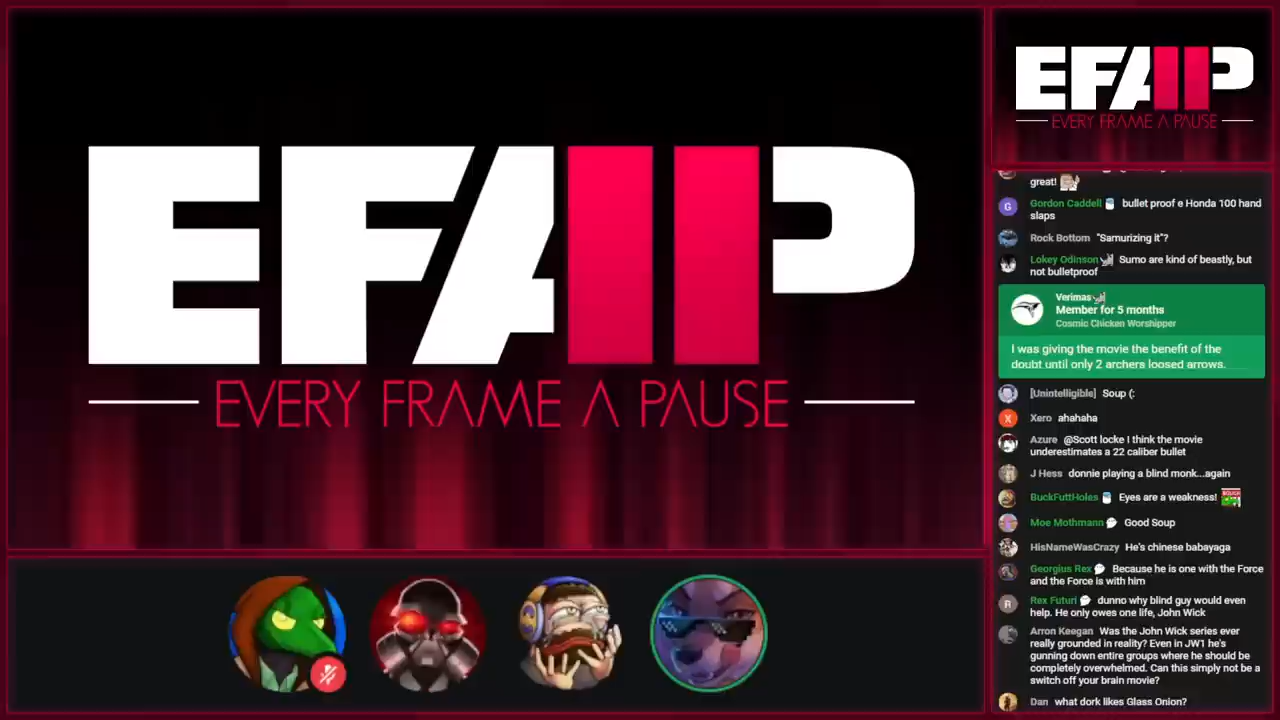 EFAP
EVERY FRAME A PAUSE
EFAP
EVERY FRAME A PAUSE
great!
G Gordon Caddell bullet proof e Honda 100 hand
slaps
Rock Bottom "Samurizing it"?
Lokey Odinson Sumo are kind of beastly, but
not bulletproof
Verimas
Member for 5 months
Cosmic Chicken Worshipper
I was giving the movie the benefit of the
doubt until only 2 archers loosed arrows.
[Unintelligible] Soup (:
X Xero ahahaha
Azure @Scott locke I think the movie
underestimates a 22 caliber bullet
J Hess donnie playing a blind monk...again
BuckFuttHoles Eyes are a weakness!
Moe Mothmann Good Soup
HisNameWasCrazy He's chinese babayaga
Georgius Rex Because he is one with the Force
and the Force is with him
R Rex Futuri dunno why blind guy would even
help. He only owes one life, John Wick
Arron Keegan Was the John Wick series ever
really grounded in reality? Even in JW1 he's
gunning down entire groups where he should be
completely overwhelmed. Can this simply not be a
switch off your brain movie?
Dan what dork likes Glass Onion?